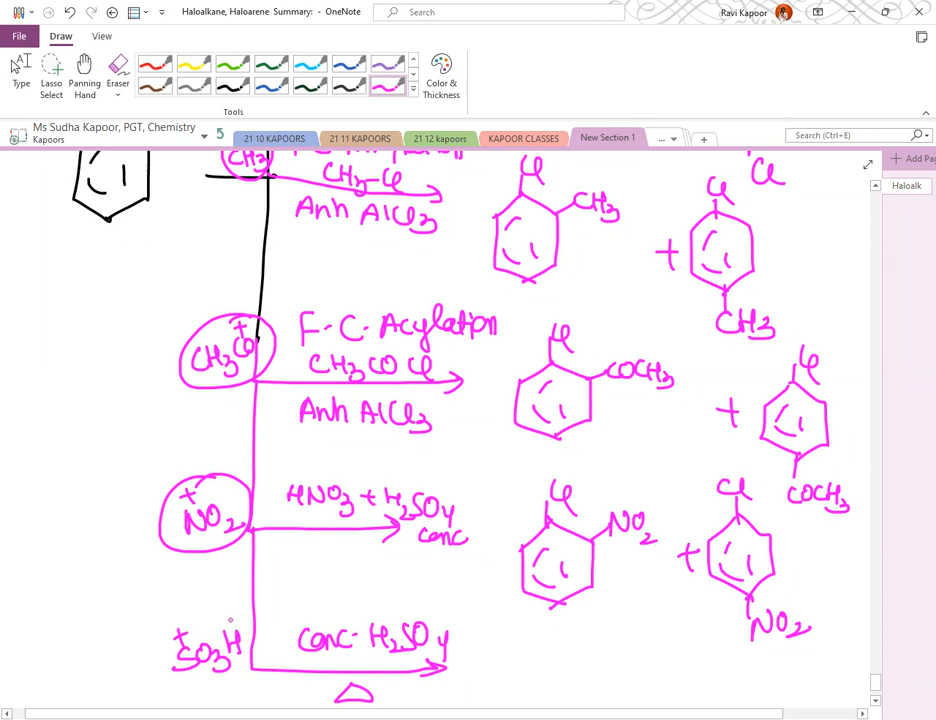 Haloalkane, Haloarene Summary: - OneNote
Search
Ravi Kapoor
File
Draw
View
Type
Lasso Select
Panning Hand
Eraser
Color & Thickness
Tools
Ms Sudha Kapoor, PGT, Chemistry
Kapoors
21 10 KAPOORS
21 11 KAPOORS
21 12 kapoors
KAPOOR CLASSES
New Section 1
...
Search (Ctrl+E)
Add Pag
Haloalk
CH3
CH3-Cl
Anh AlCl3
Cl
CH3
+
Cl
Cl
CH3
+
CH3CO
F-C-Acylation
CH3COCl
Anh AlCl3
Cl
COCH3
+
Cl
COCH3
+
NO2
HNO3 + H2SO4
conc
Cl
NO2
+
Cl
NO2
+
SO3H
Conc. H2SO4
△